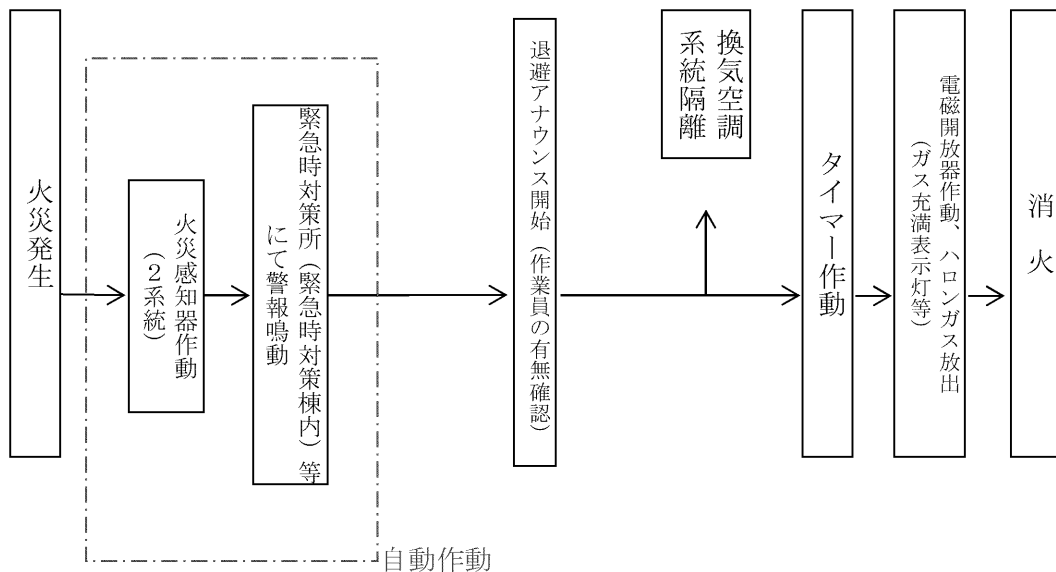 火災発生
火災感知器作動
(２系統)
緊急時対策所(緊急時対策棟内)等
にて警報鳴動
退避アナウンス開始(作業員の有無確認)
換気空調
系統隔離
タイマー作動
電磁開放器作動、ハロンガス放出
(ガス充満表示灯等)
消火
自動作動